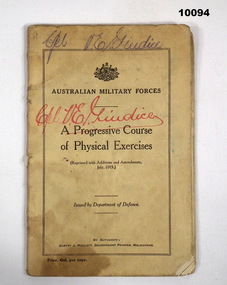 10094
Cpl V E Giudice
AUSTRALIAN MILITARY FORCES
Cpl. V.E. Giudice
A Progressive Course
of Physical Exercises
(Reprinted with Additions and Amendments,
July, 1915.)
Issued by Department of Defence.
BY AUTHORITY:
ALBERT J. MULLETT, GOVERNMENT PRINTER, MELBOURNE.